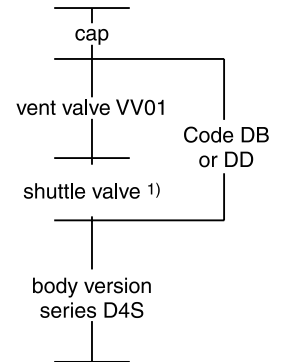 cap
vent valve VV01
Code DB
or DD
shuttle valve 1)
body version
series D4S